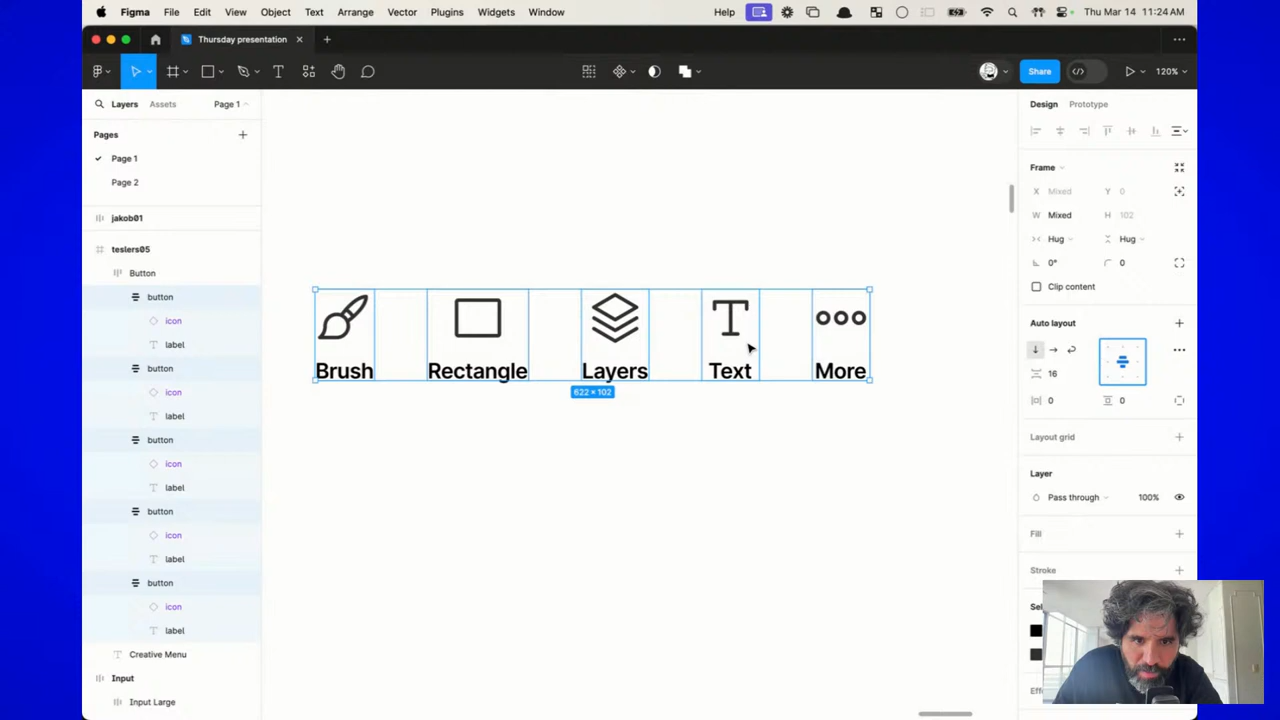 Figma File Edit View Object Text Arrange Vector Plugins Widgets Window Help Thu Mar 14 11:24 AM
Thursday presentation
Share 120%
Layers Assets Page 1
Design Prototype
Pages
Page 1
Page 2
jakob01
teslers05
Button
button
icon
label
button
icon
label
button
icon
label
button
icon
label
button
icon
label
Creative Menu
Input
Input Large
Brush Rectangle Layers Text More
622 × 102
Frame
X Mixed Y 0
W Mixed H 102
Hug Hug
0° 0
Clip content
Auto layout
16
0 0
Layout grid
Layer
Pass through 100%
Fill
Stroke